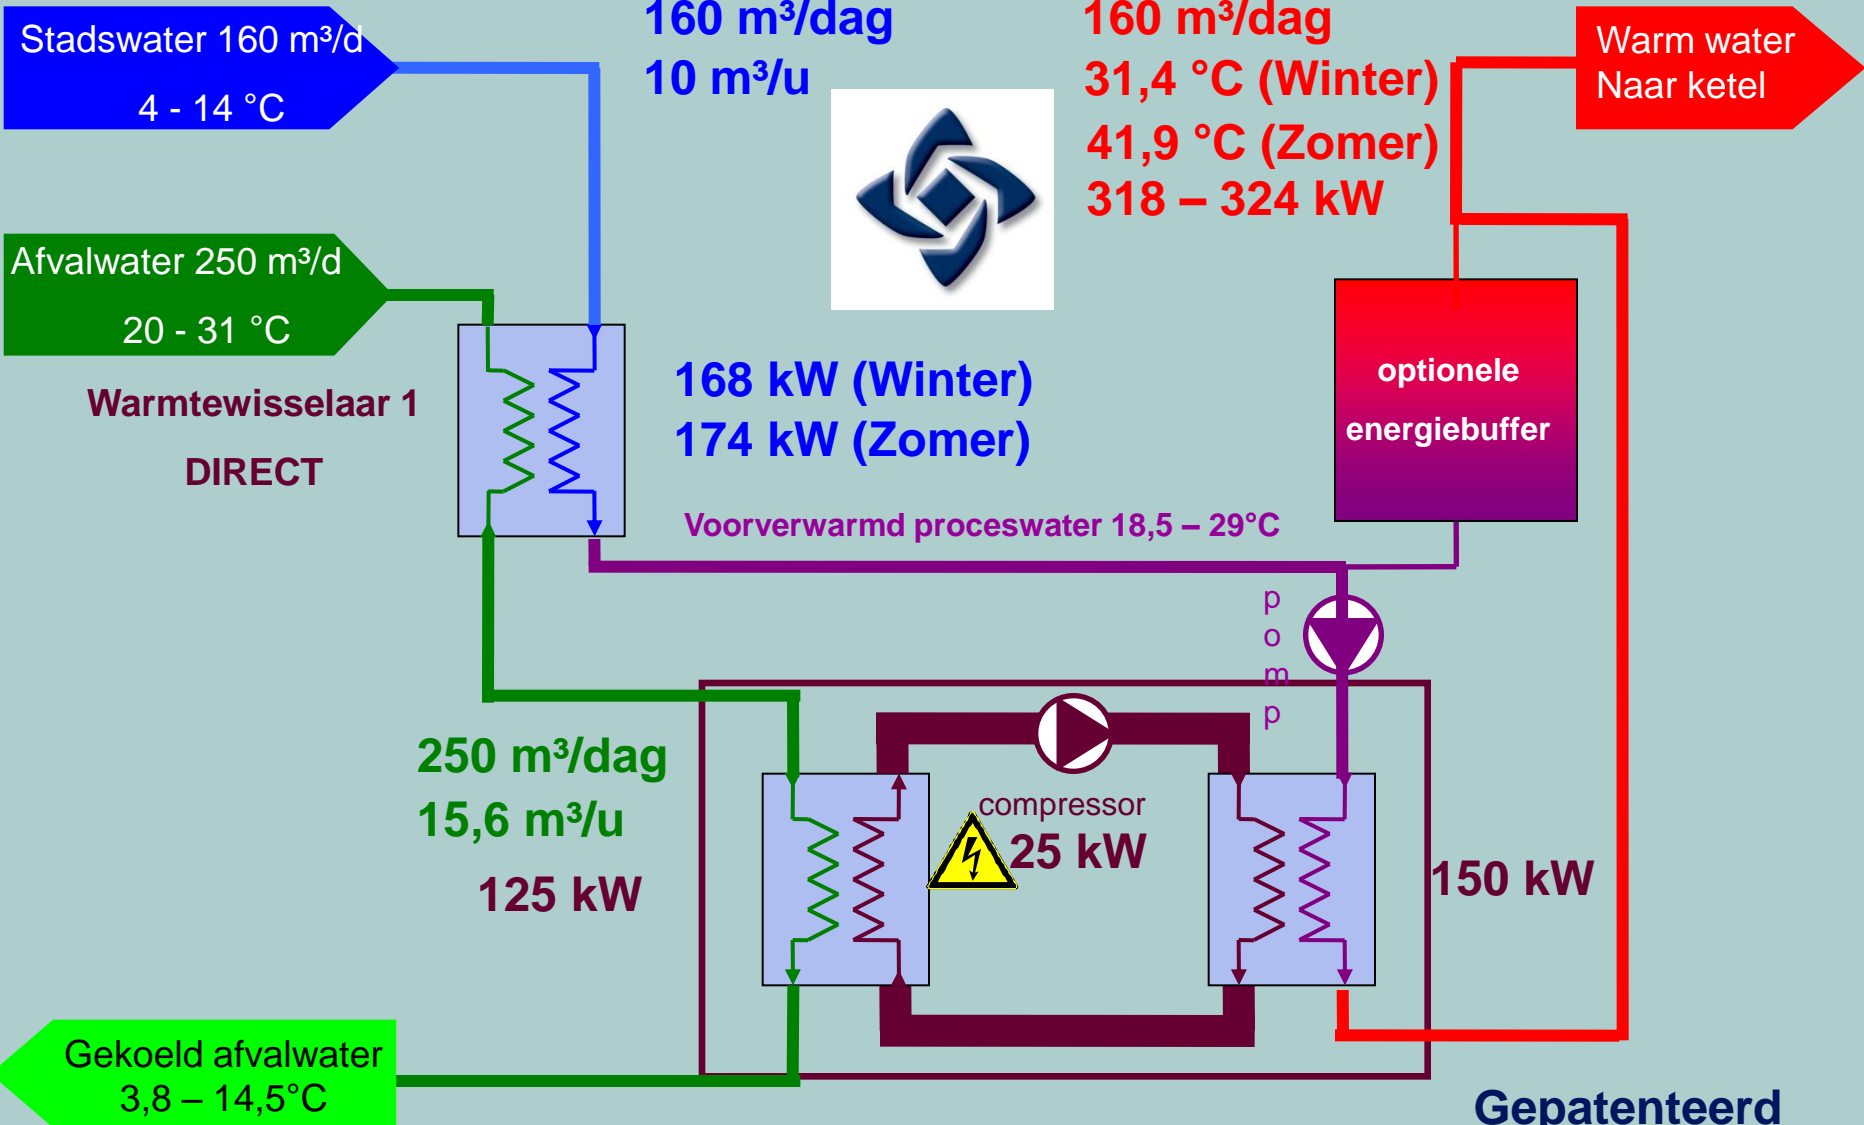 Stadswater 160 m³/d
4 - 14 °C
160 m³/dag
10 m³/u
160 m³/dag
31,4 °C (Winter)
41,9 °C (Zomer)
318 – 324 kW
Warm water
Naar ketel
Afvalwater 250 m³/d
20 - 31 °C
Warmtewisselaar 1
DIRECT
168 kW (Winter)
174 kW (Zomer)
optionele
energiebuffer
Voorverwarmd proceswater 18,5 – 29°C
p
o
m
p
250 m³/dag
15,6 m³/u
125 kW
compressor
25 kW
150 kW
Gekoeld afvalwater
3,8 – 14,5°C
Gepatenteerd